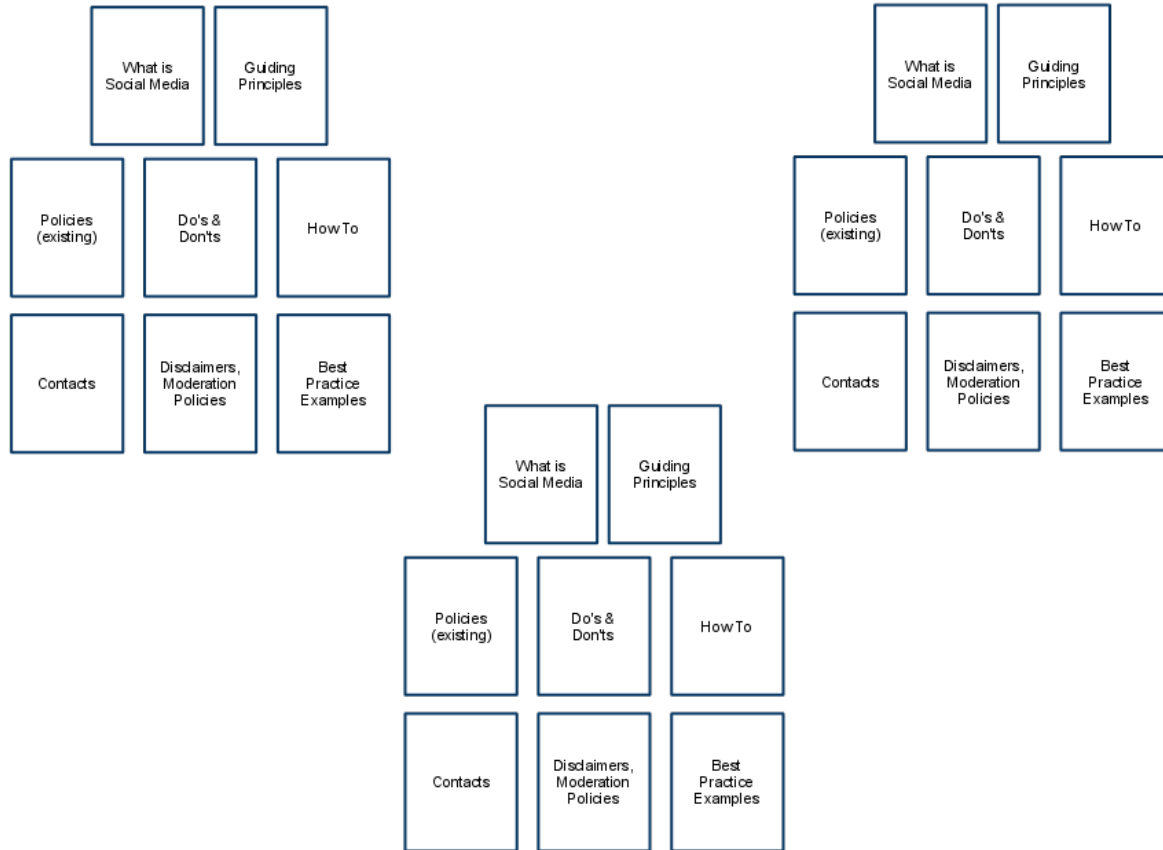 What is
Social Media
Guiding
Principles
Policies
(existing)
Do's &
Don'ts
How To
Contacts
Disclaimers,
Moderation
Policies
Best
Practice
Examples
What is
Social Media
Guiding
Principles
Policies
(existing)
Do's &
Don'ts
How To
Contacts
Disclaimers,
Moderation
Policies
Best
Practice
Examples
What is
Social Media
Guiding
Principles
Policies
(existing)
Do's &
Don'ts
How To
Contacts
Disclaimers,
Moderation
Policies
Best
Practice
Examples